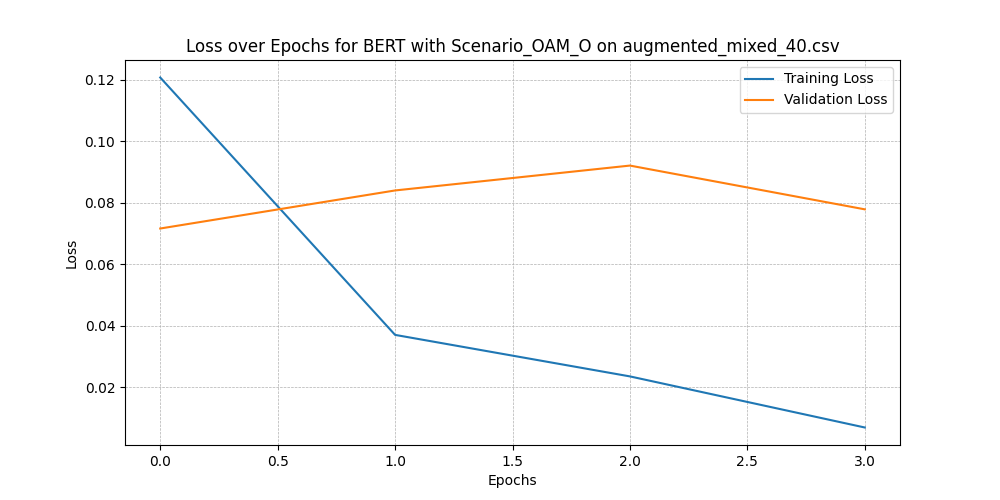 Loss over Epochs for BERT with Scenario_OAM_O on augmented_mixed_40.csv
Training Loss
Validation Loss
0.12
0.10
0.08
0.06
0.04
0.02
Loss
0.0 0.5 1.0 1.5 2.0 2.5 3.0
Epochs